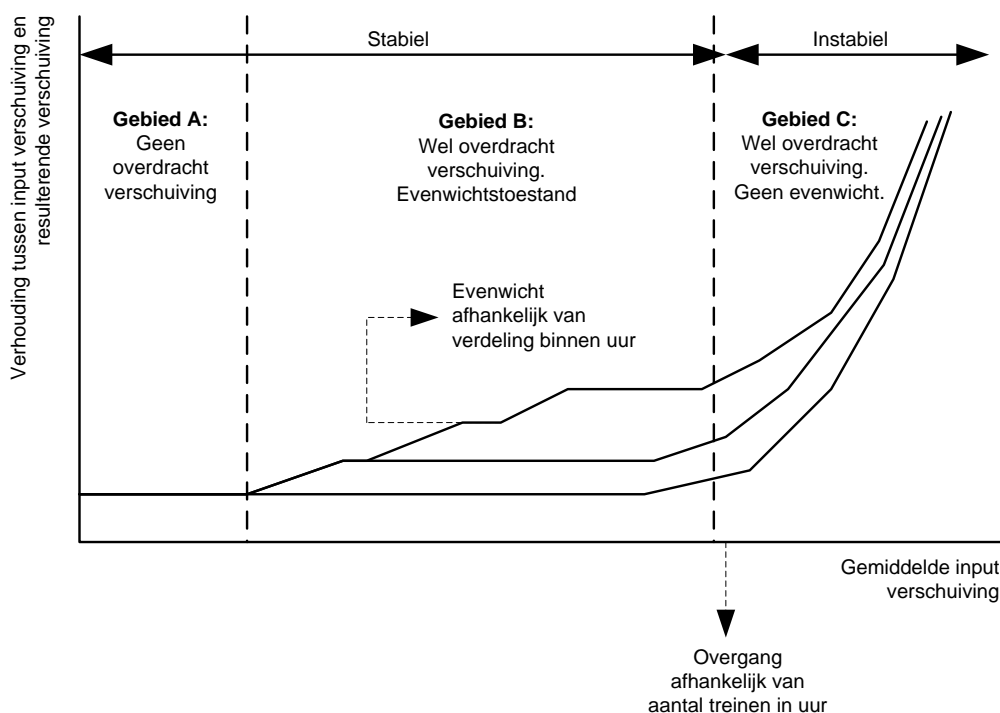 Verhouding tussen input verschuiving en
resulterende verschuiving
Stabiel
Instabiel
Gebied A:
Geen
overdracht
verschuiving
Gebied B:
Wel overdracht
verschuiving.
Evenwichtstoestand
Gebied C:
Wel overdracht
verschuiving.
Geen evenwicht.
Evenwicht
afhankelijk van
verdeling binnen uur
Gemiddelde input
verschuiving
Overgang
afhankelijk van
aantal treinen in uur